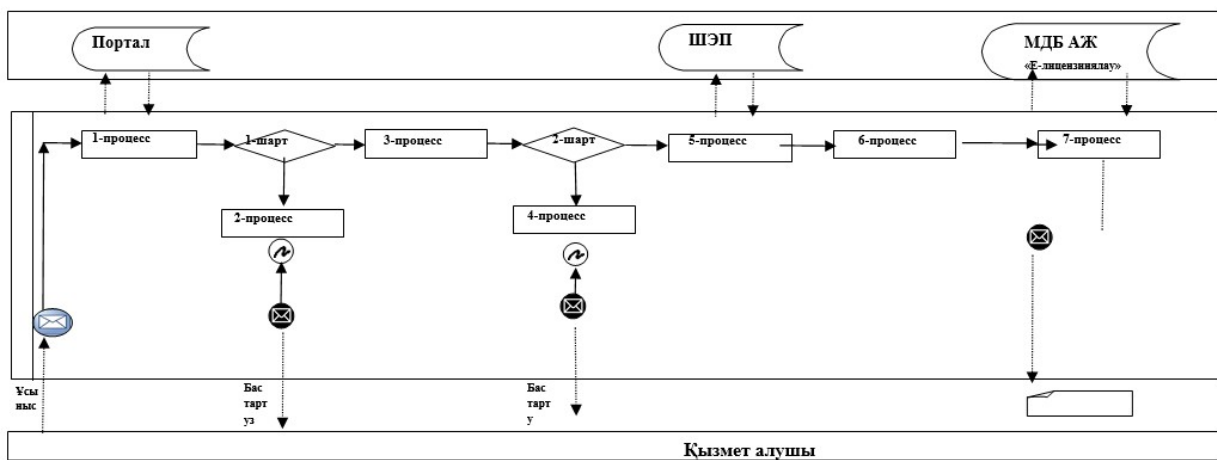 Портал
ШЭП
МДБ АЖ
«Е-лицензиялау»
1-процесс
1-шарт
3-процесс
2-шарт
5-процесс
6-процесс
7-процесс
2-процесс
4-процесс
Ұсы
ныс
Бас
тарт
уз
Бас
тарт
у
Қызмет алушы